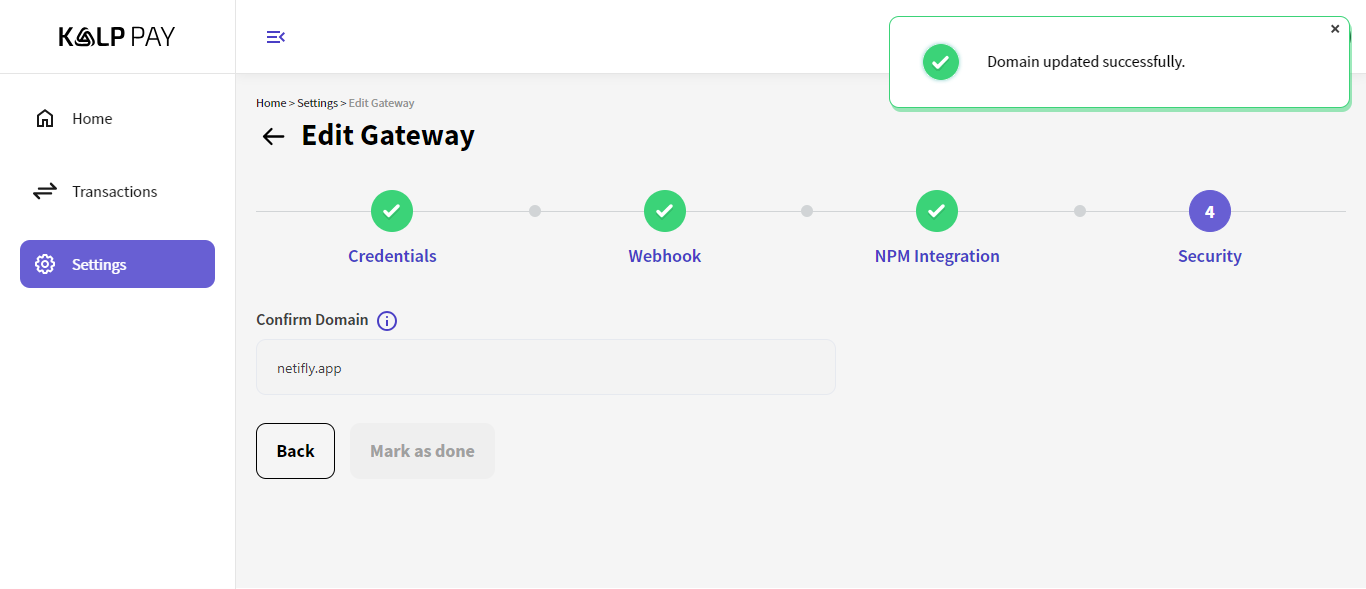 KALP PAY
Domain updated successfully.
Home
Transactions
Settings
Home > Settings > Edit Gateway
Edit Gateway
4
Credentials
Webhook
NPM Integration
Security
Confirm Domain
netifly.app
Back
Mark as done